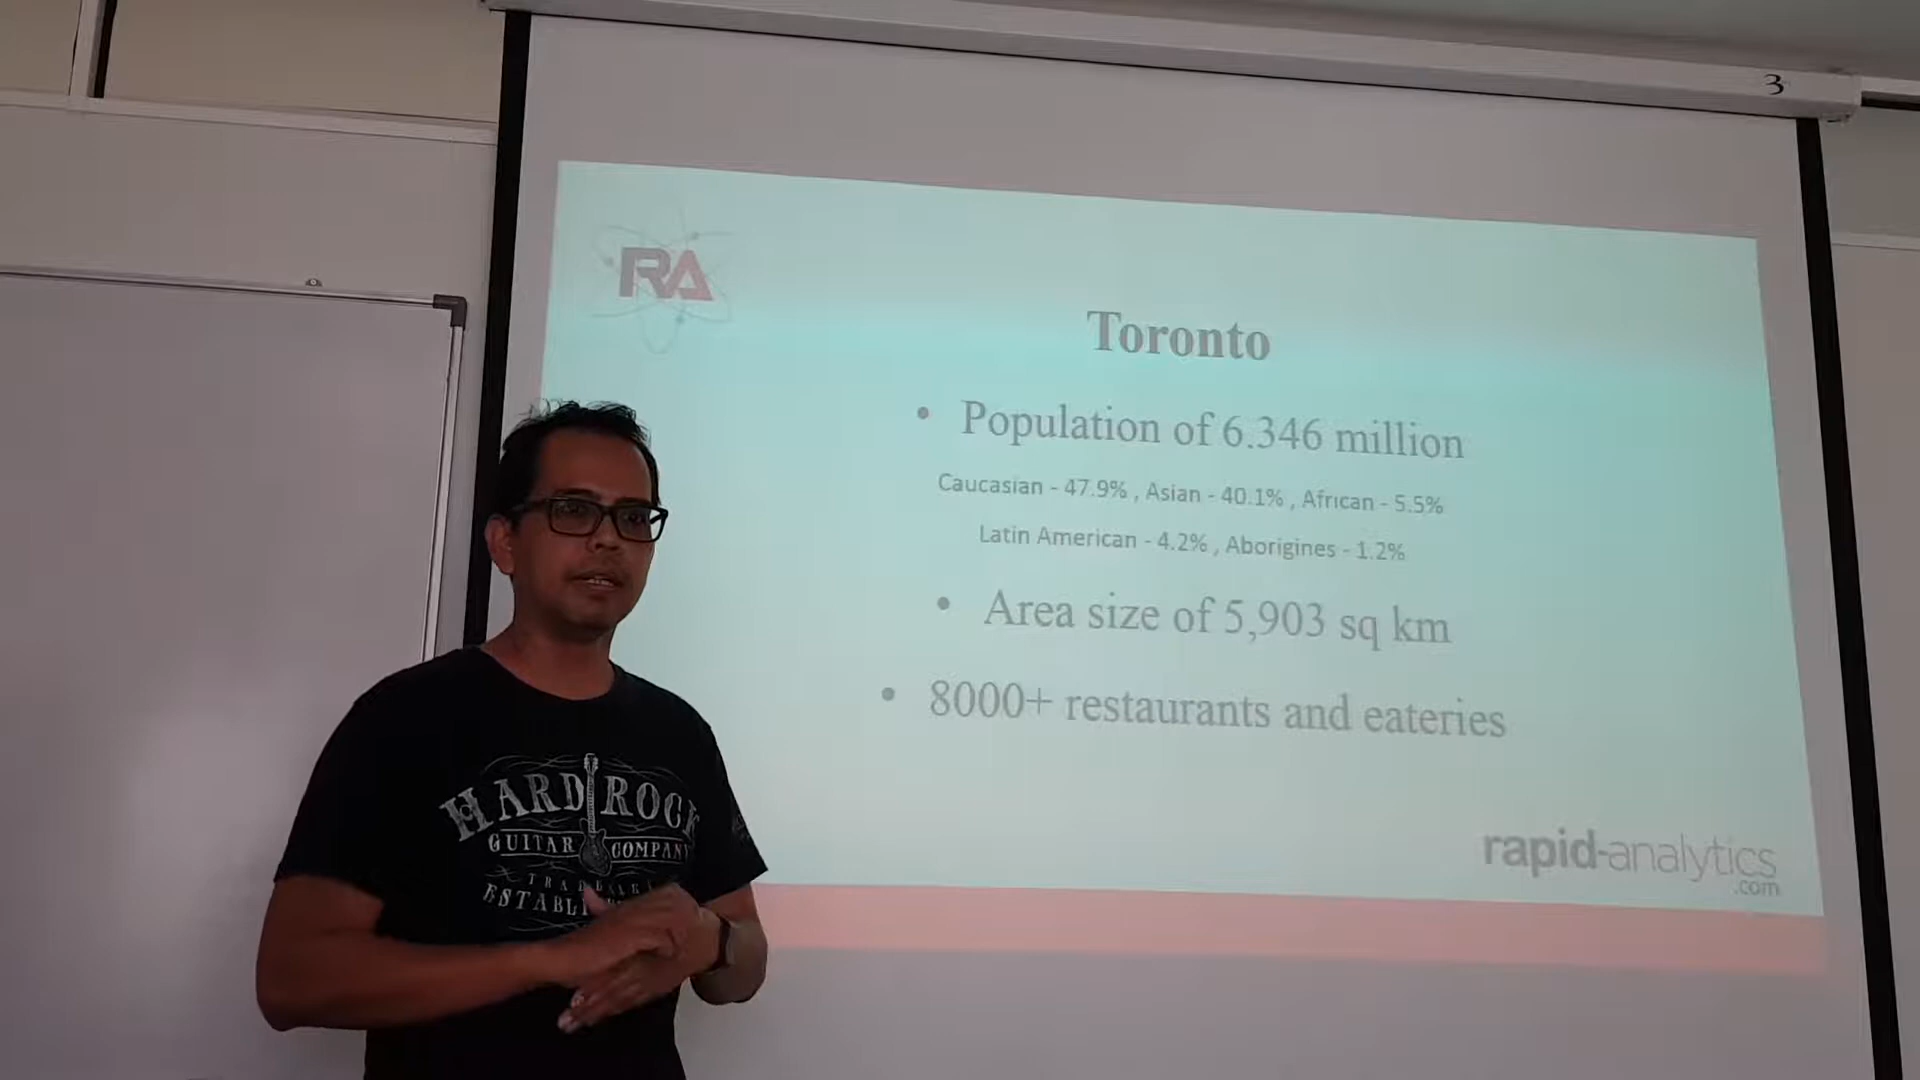 3
RA
Toronto
• Population of 6.346 million
Caucasian - 47.9% , Asian - 40.1% , African - 5.5%
Latin American - 4.2% , Aborigines - 1.2%
• Area size of 5,903 sq km
• 8000+ restaurants and eateries
rapid-analytics
.com
HARD ROCK
GUITAR COMPANY